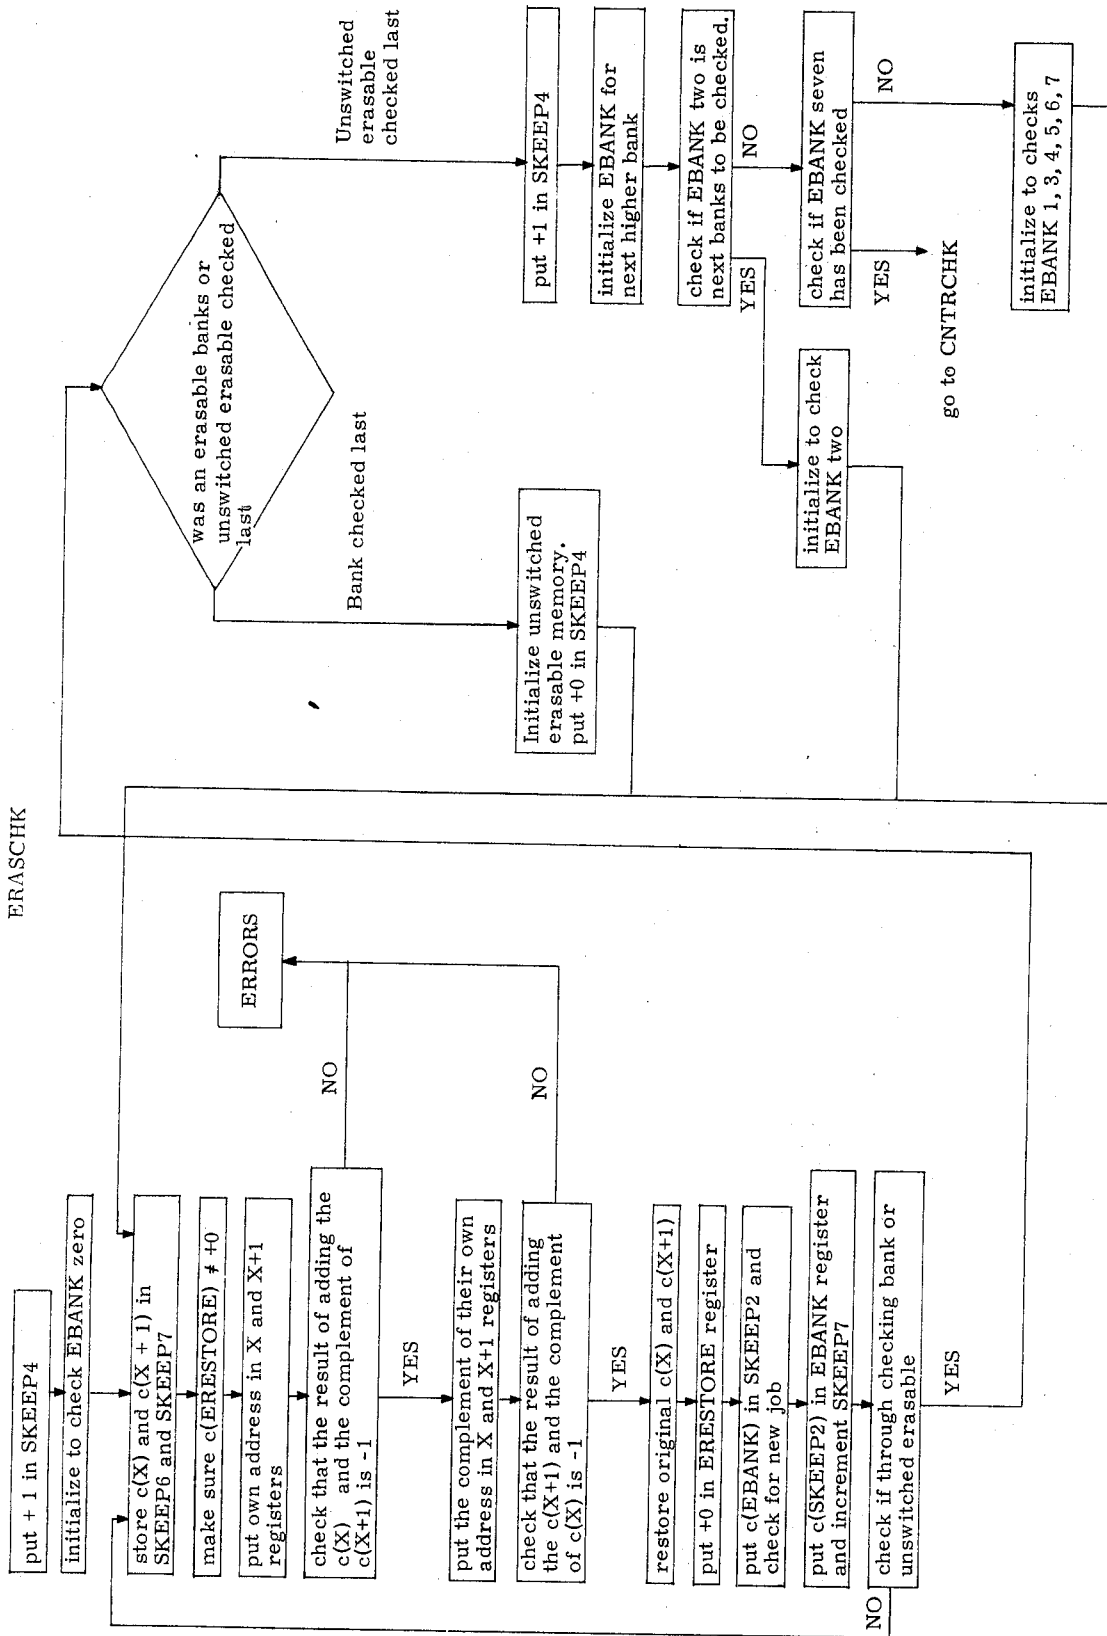 ERASCHK
put + 1 in SKEEP4
initialize to check EBANK zero
store c(X) and c(X + 1) in
SKEEP6 and SKEEP7
make sure c(ERESTORE) ≠ +0
put own address in X and X+1
registers
check that the result of adding the
c(X) and the complement of
c(X+1) is -1
NO
YES
ERRORS
put the complement of their own
address in X and X+1 registers
check that the result of adding
the c(X+1) and the complement
of c(X) is -1
NO
YES
restore original c(X) and c(X+1)
put +0 in ERESTORE register
put c(EBANK) in SKEEP2 and
check for new job
put c(SKEEP2) in EBANK register
and increment SKEEP7
check if through checking bank or
unswitched erasable
NO
YES
was an erasable banks or
unswitched erasable checked
last
Bank checked last
Unswitched
erasable
checked last
Initialize unswitched
erasable memory.
put +0 in SKEEP4
put +1 in SKEEP4
initialize EBANK for
next higher bank
check if EBANK two is
next banks to be checked.
YES
NO
initialize to check
EBANK two
check if EBANK seven
has been checked
YES
NO
go to CNTRCHK
initialize to checks
EBANK 1, 3, 4, 5, 6, 7